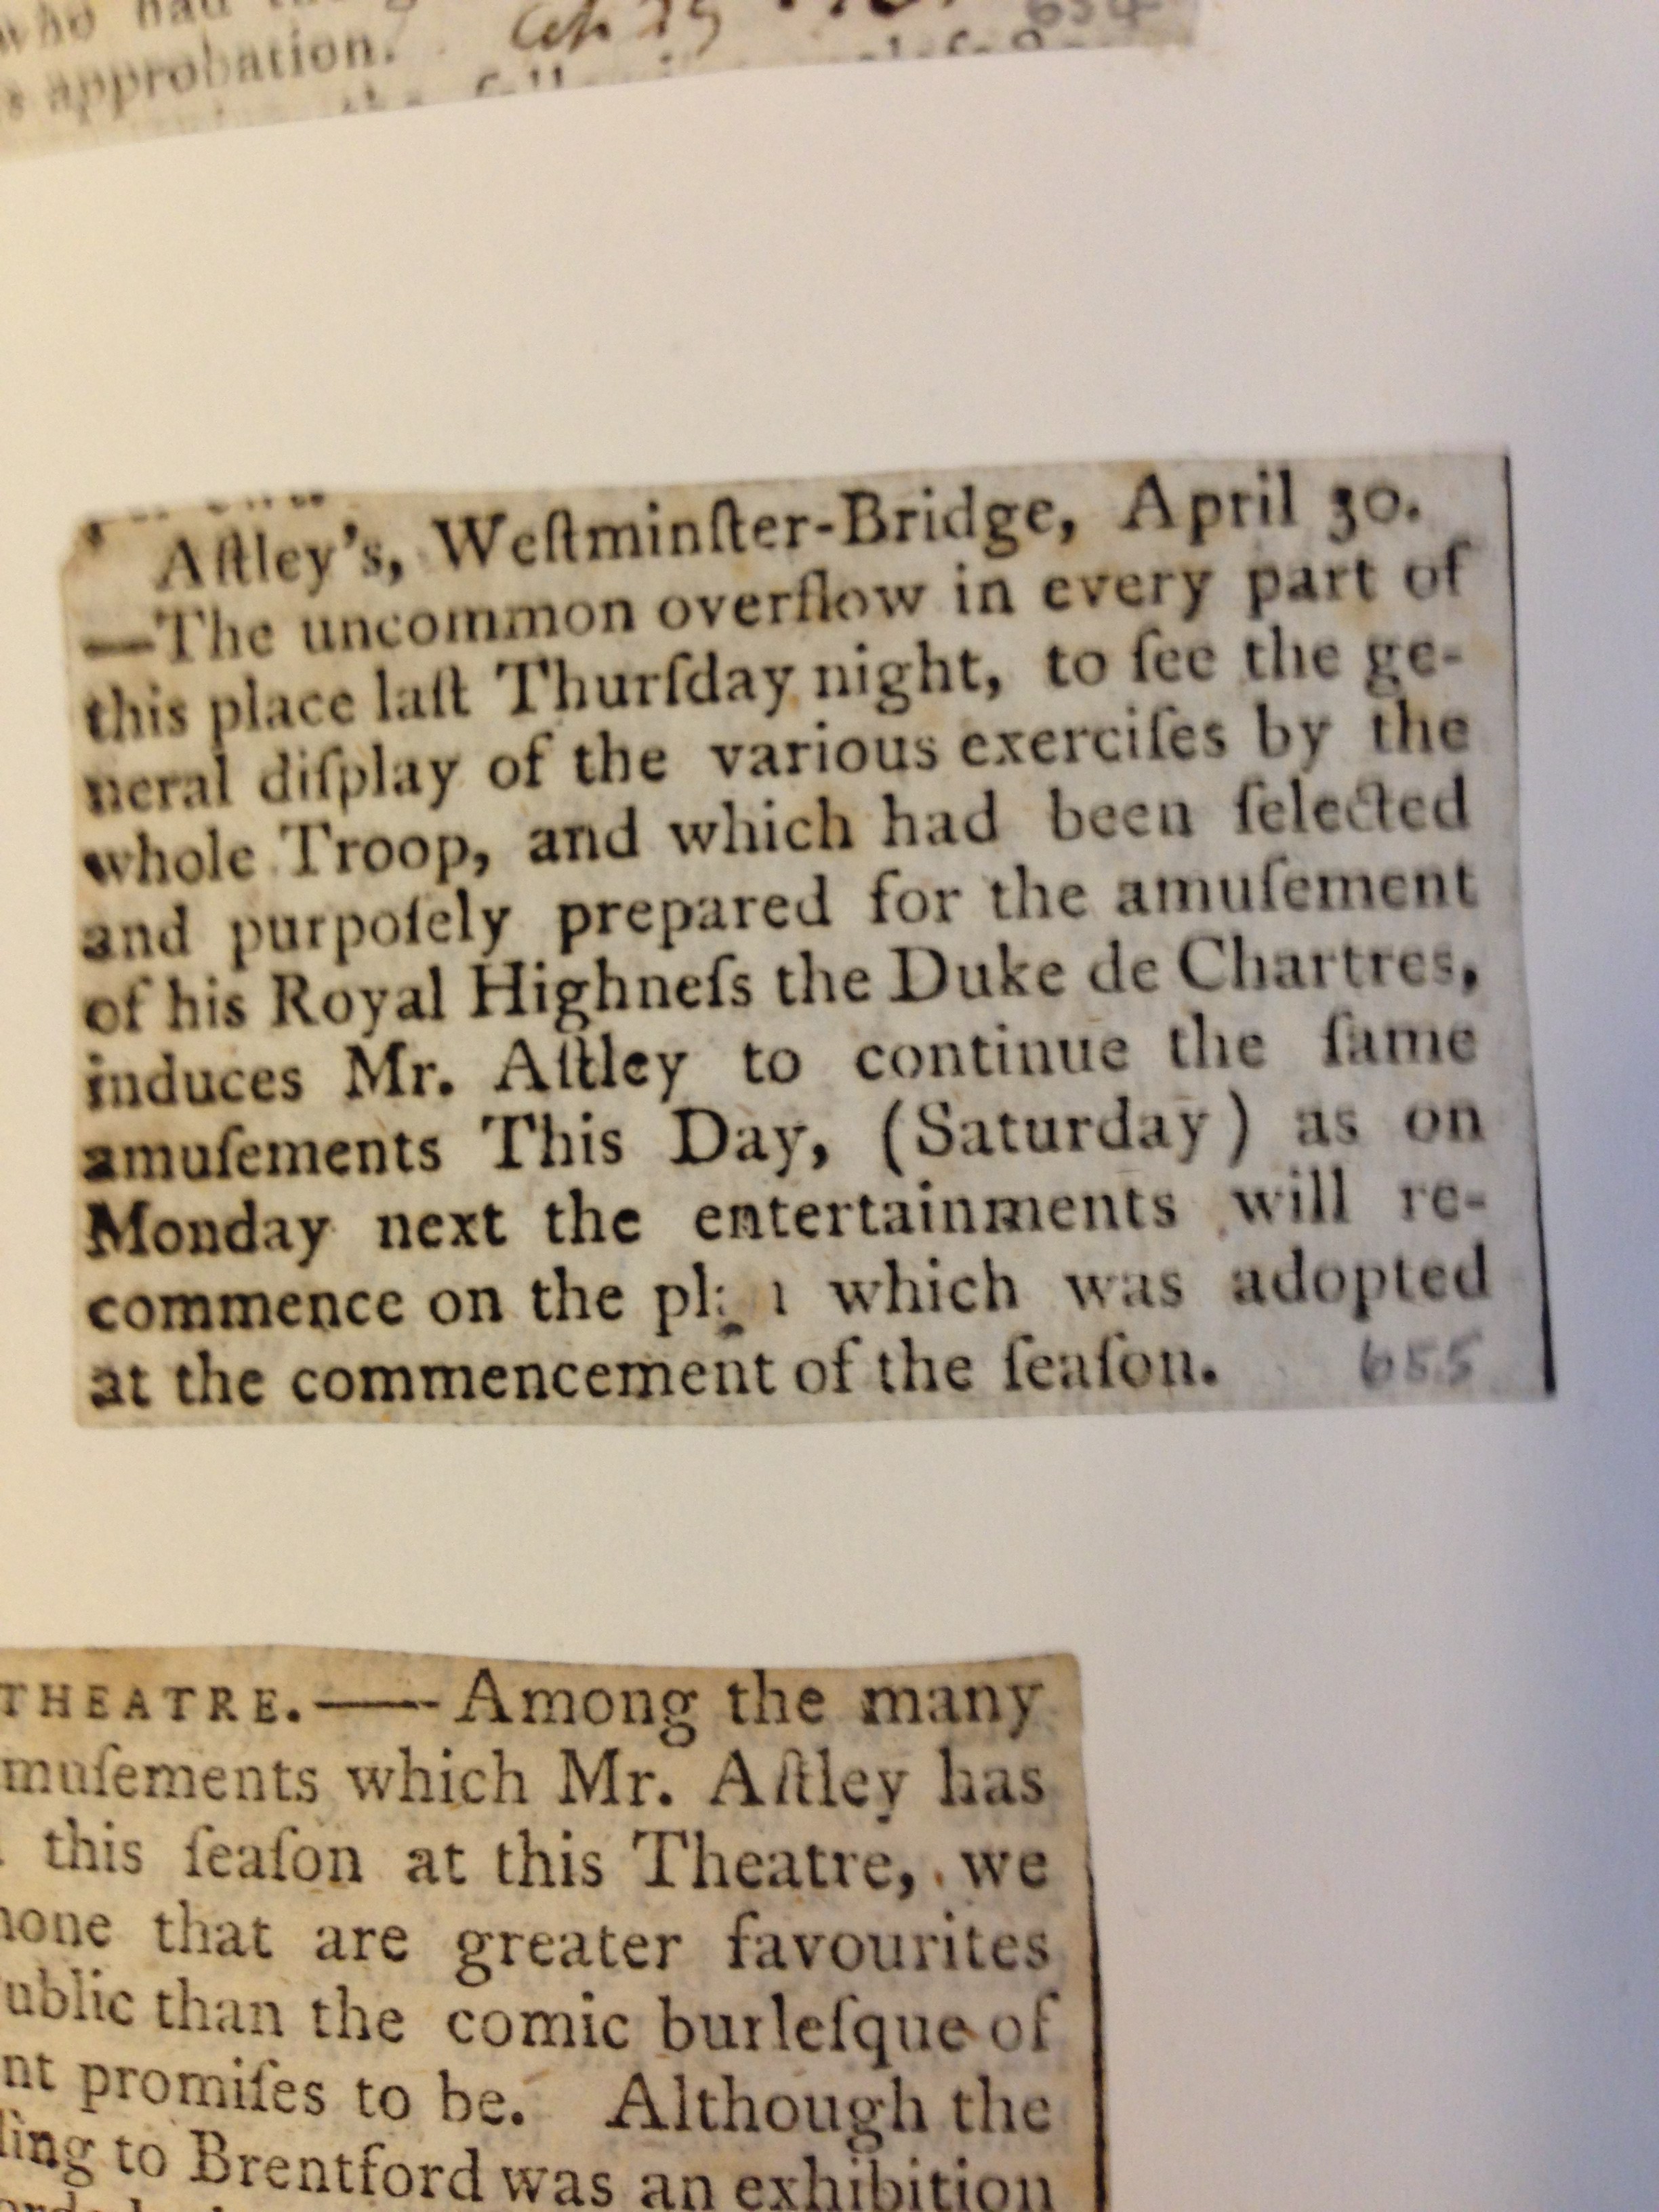 who had
approbation.
Aſtley's, Weſtminſter-Bridge, April 30.
—The uncommon overflow in every part of
this place laſt Thurſday night, to ſee the ge-
neral diſplay of the various exerciſes by the
whole Troop, and which had been ſelected
and purpoſely prepared for the amuſement
of his Royal Highneſs the Duke de Chartres,
induces Mr. Aſtley to continue the ſame
amuſements This Day, (Saturday) as on
Monday next the entertainments will re-
commence on the which was adopted
at the commencement of the ſeaſon. 655
THEATRE.—Among the many
muſements which Mr. Aſtley has
this ſeaſon at this Theatre, we
none that are greater favourites
ublic than the comic burleſque of
nt promiſes to be. Although the
ling to Brentford was an exhibition